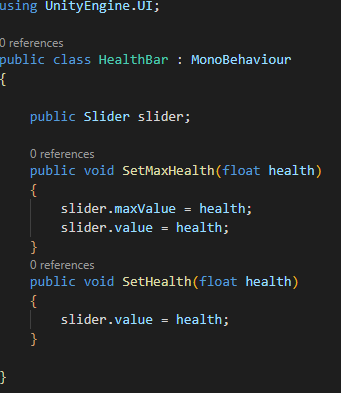 using UnityEngine.UI;
0 references
public class HealthBar : MonoBehaviour
{
public Slider slider;
0 references
public void SetMaxHealth(float health)
{
slider.maxValue = health;
slider.value = health;
}
0 references
public void SetHealth(float health)
{
slider.value = health;
}
}